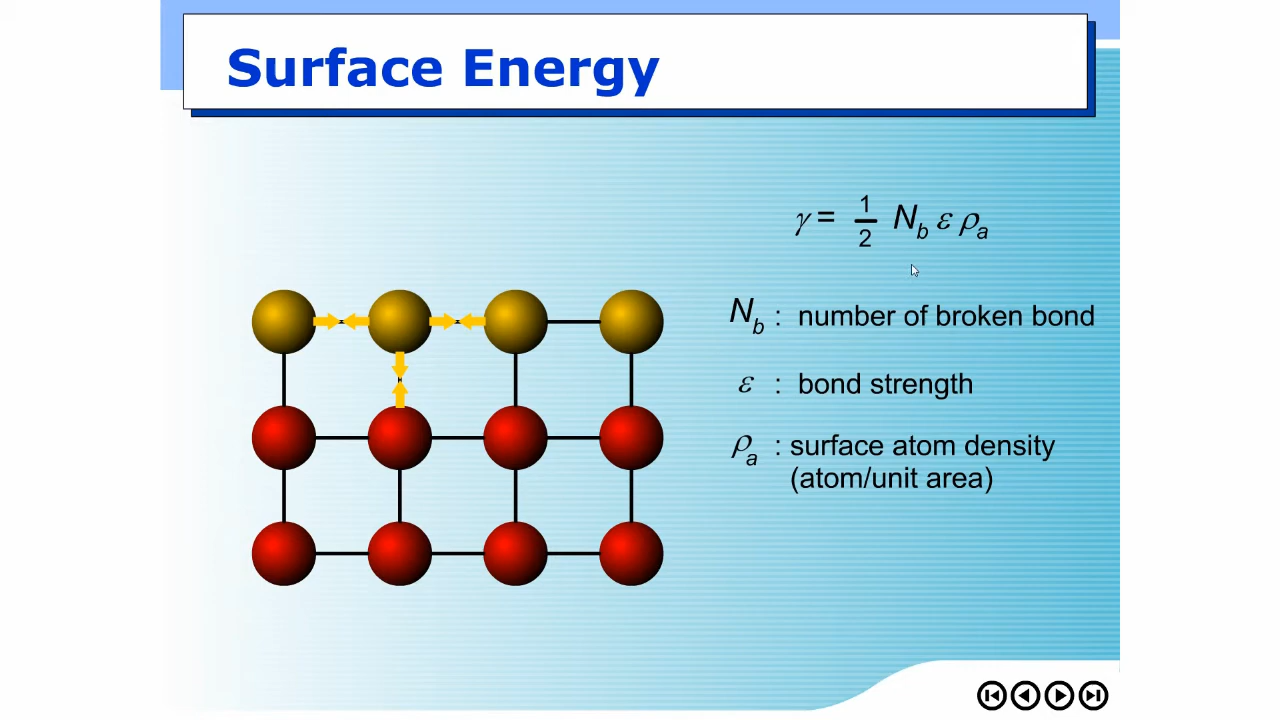 Surface Energy
γ = 1/2 N_b ε ρ_a
N_b : number of broken bond
ε : bond strength
ρ_a : surface atom density
(atom/unit area)